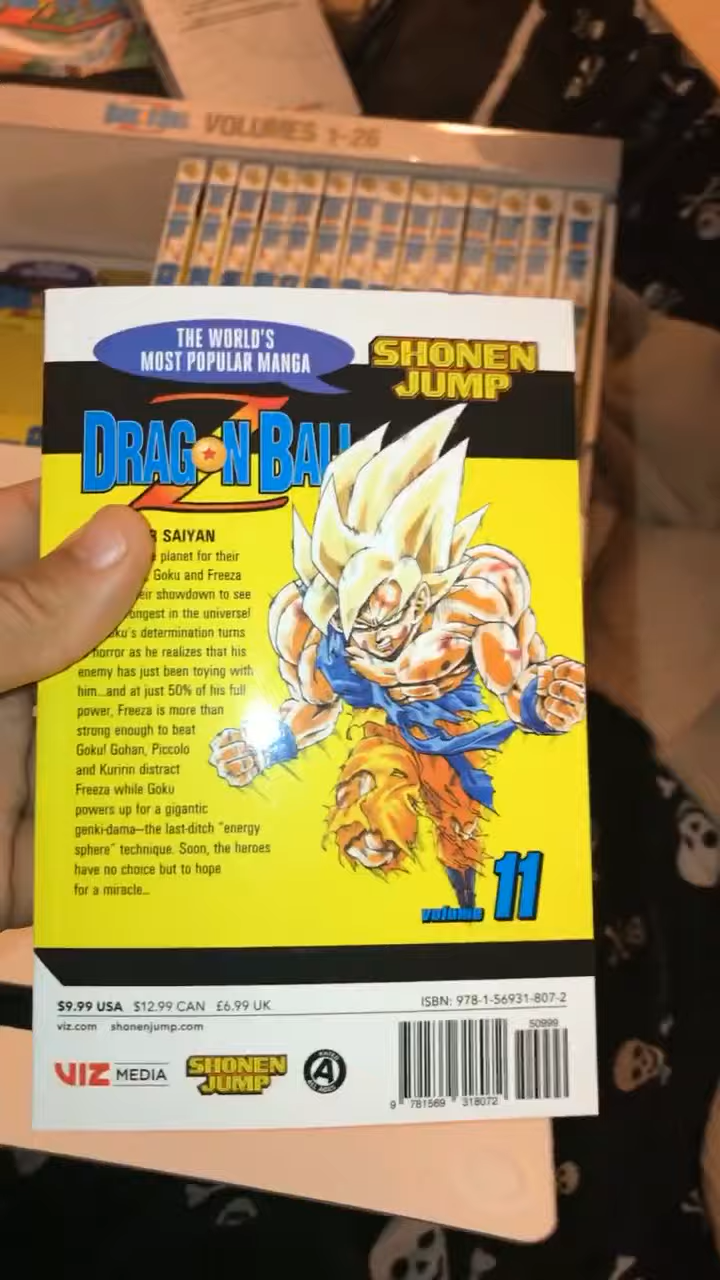 VOLUMES 1-26
THE WORLD'S
MOST POPULAR MANGA
SHONEN
JUMP
DRAGON BALL
Z
SAIYAN
planet for their
Goku and Freeza
showdown to see
in the universe!
determination turns
horror as he realizes that his
enemy has just been toying with
him...and at just 50% of his full
power, Freeza is more than
strong enough to beat
Goku! Gohan, Piccolo
and Kuririn distract
Freeza while Goku
powers up for a gigantic
genki-dama—the last-ditch "energy
sphere" technique. Soon, the heroes
have no choice but to hope
for a miracle...
volume 11
$9.99 USA $12.99 CAN £6.99 UK
viz.com shonenjump.com
ISBN: 978-1-56931-807-2
50999
VIZ MEDIA
SHONEN
JUMP
RATED
A
ALL AGES
9 781569 318072